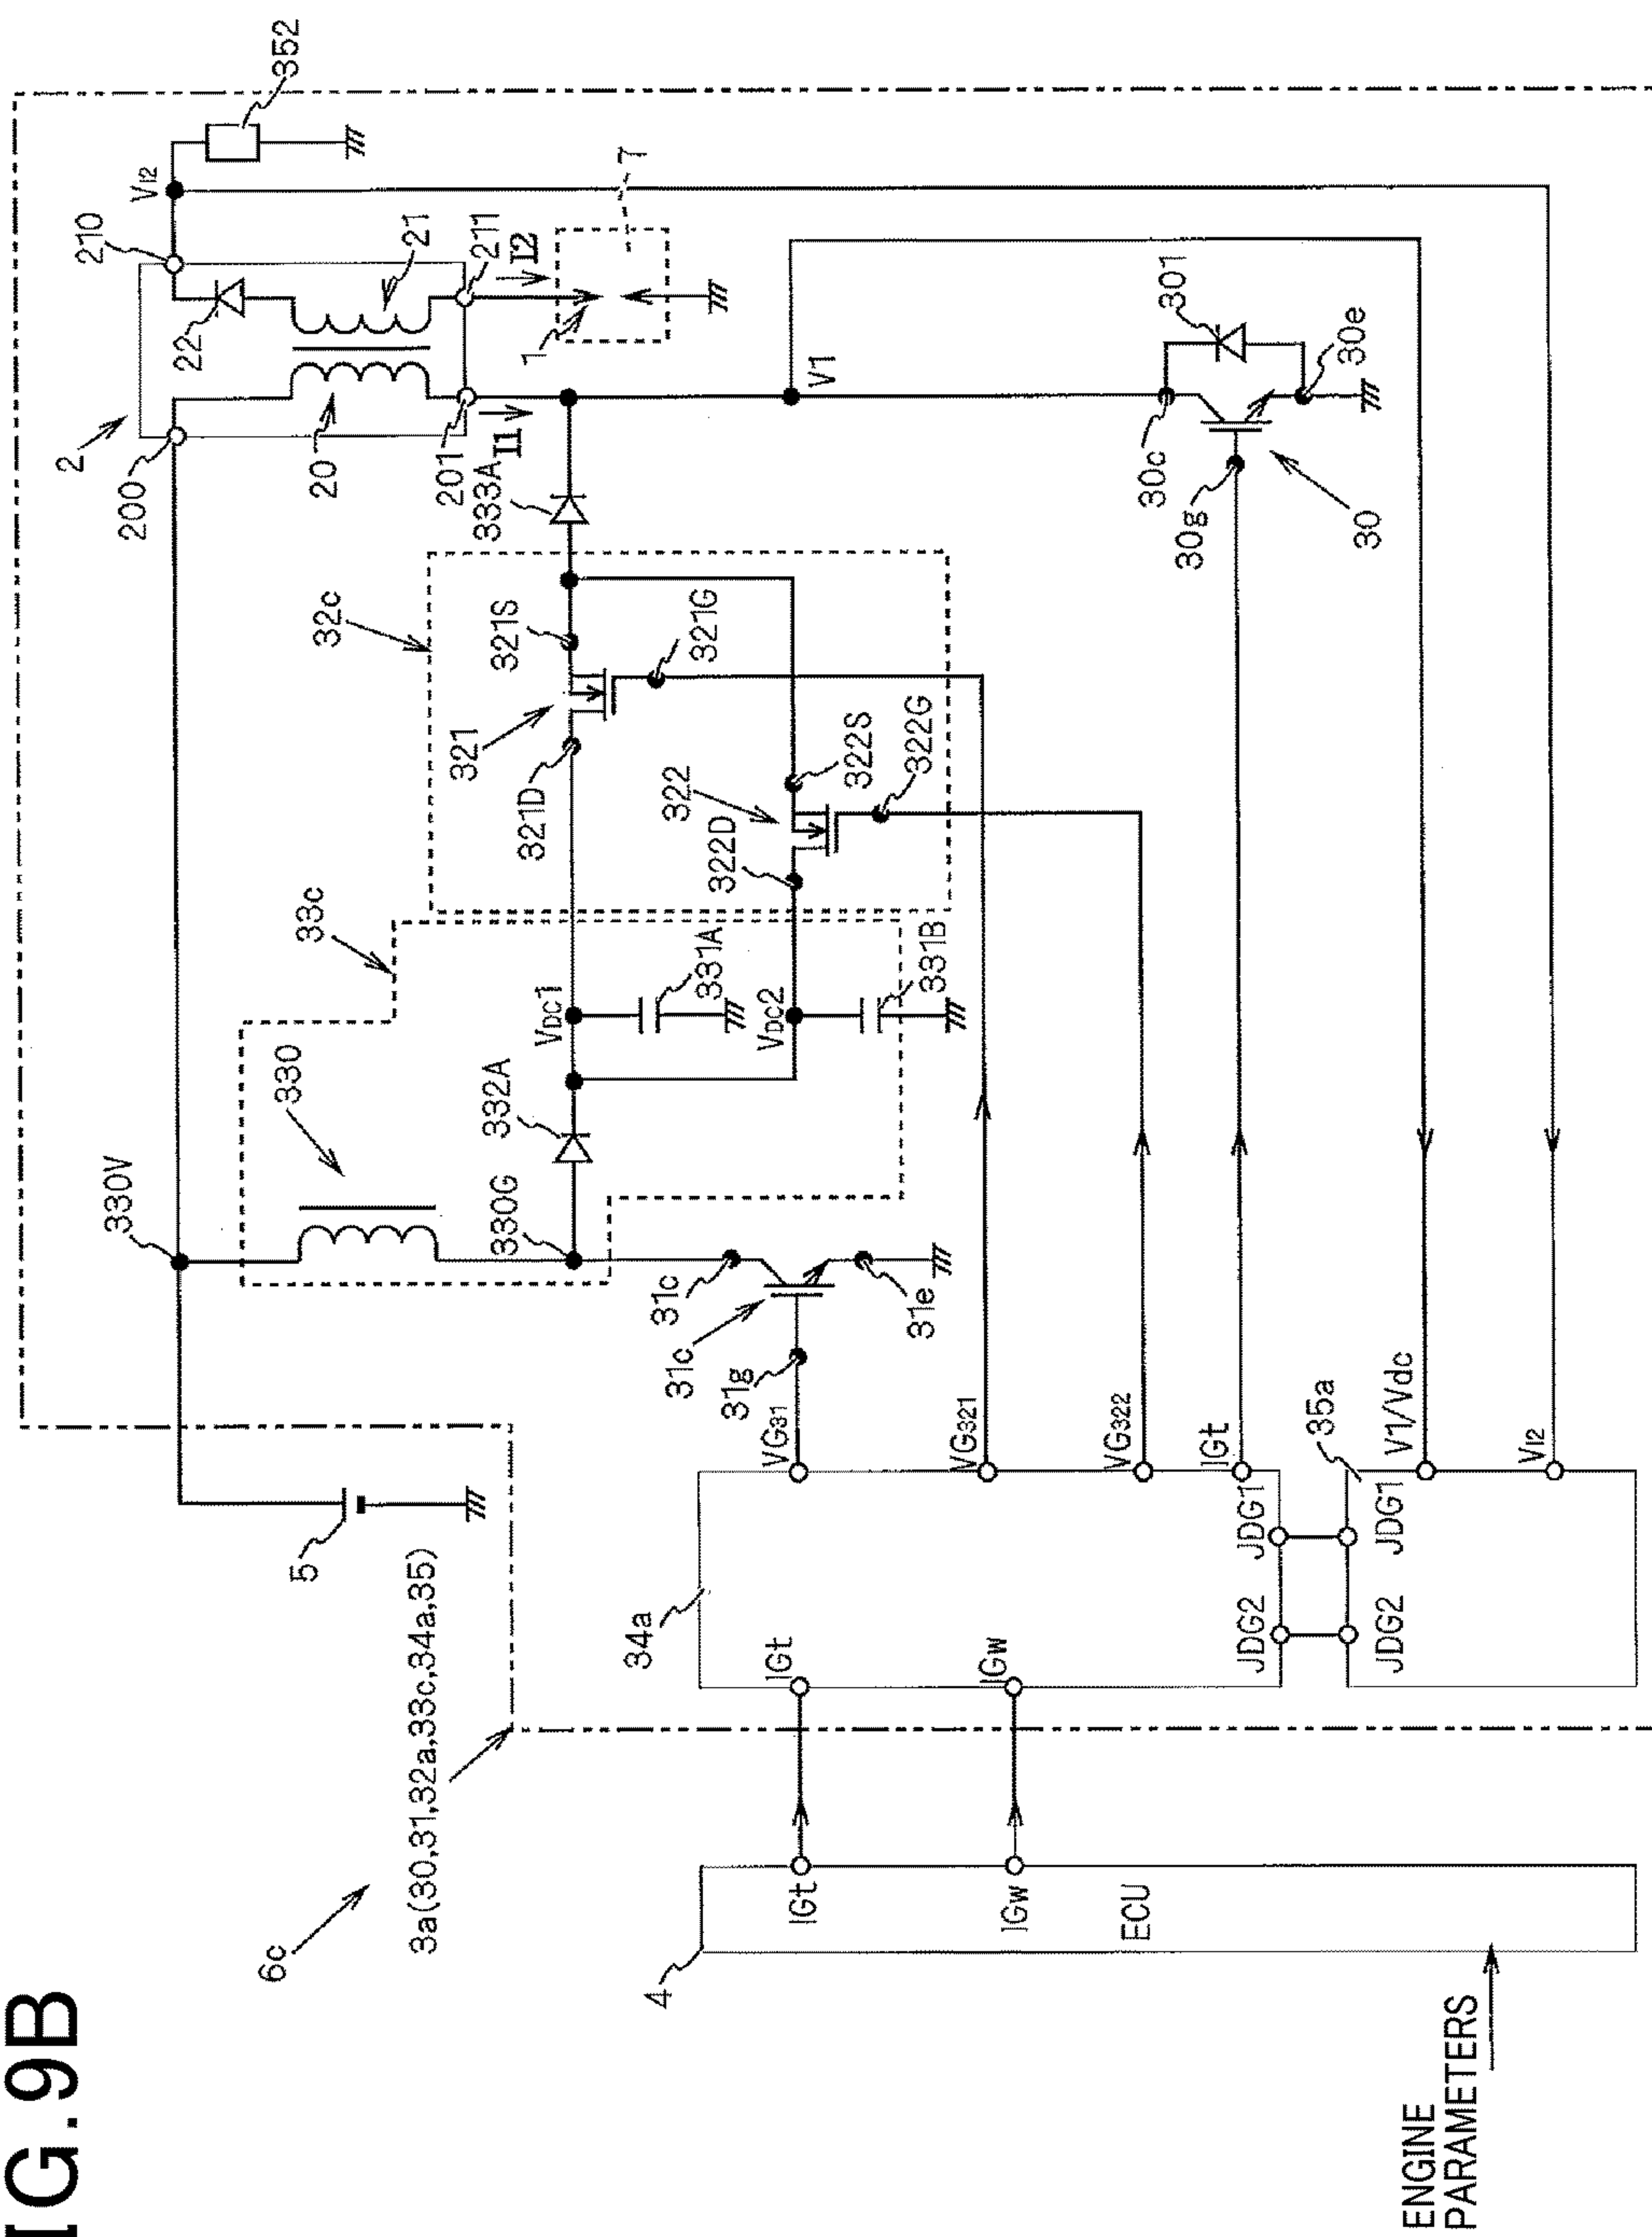 IG. 9B
6c
3a(30,31,32a,33c,34a,35)
5
330V
330
33c
330G
332A
VDC1
331A
VDC2
331B
32c
321
321D
321S
321G
322
322D
322S
322G
333A
2
200
20
201
I1
22
21
210
211
I2
VI2
352
1
7
V1
301
30c
30e
30g
30
31c
31c
31g
31e
VG31
VG321
VG322
IGt
34a
IGt
IGw
JDG1
JDG2
35a
JDG1
JDG2
V1/Vdc
VI2
4
IGt
IGw
ECU
ENGINE
PARAMETERS